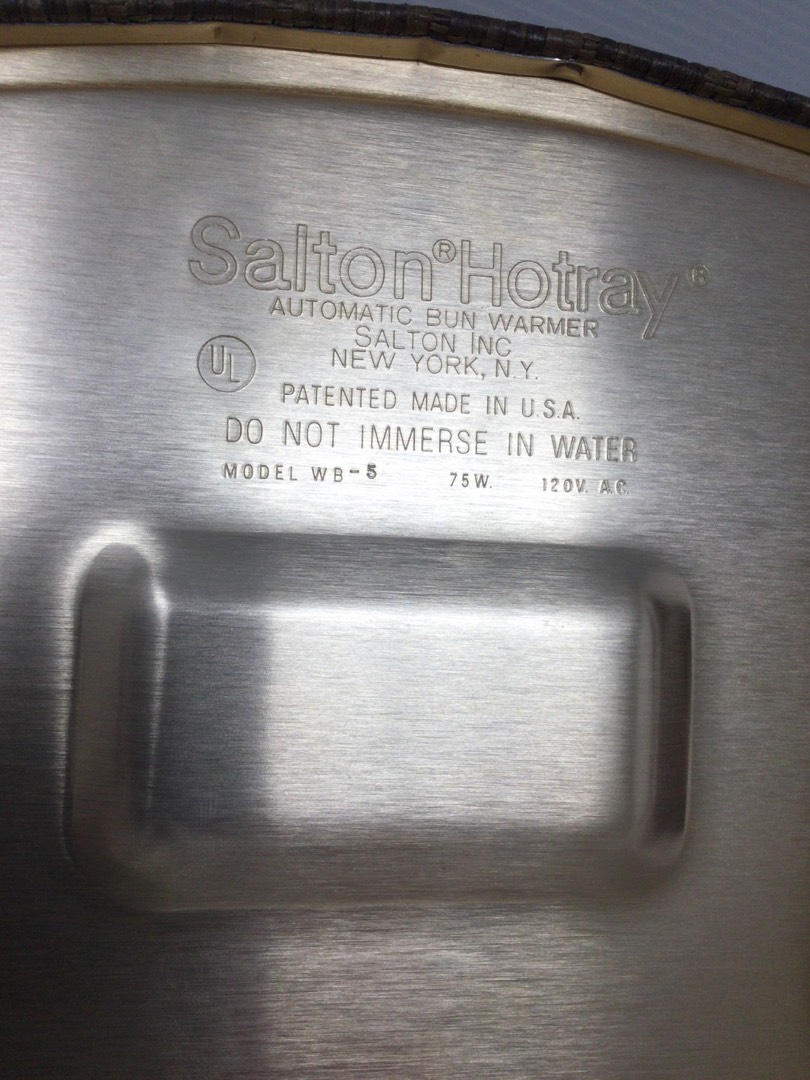 Salton® Hotray®
AUTOMATIC BUN WARMER
SALTON INC
NEW YORK, N.Y.
UL
PATENTED MADE IN U.S.A.
DO NOT IMMERSE IN WATER
MODEL WB-5 75W. 120V. A.C.